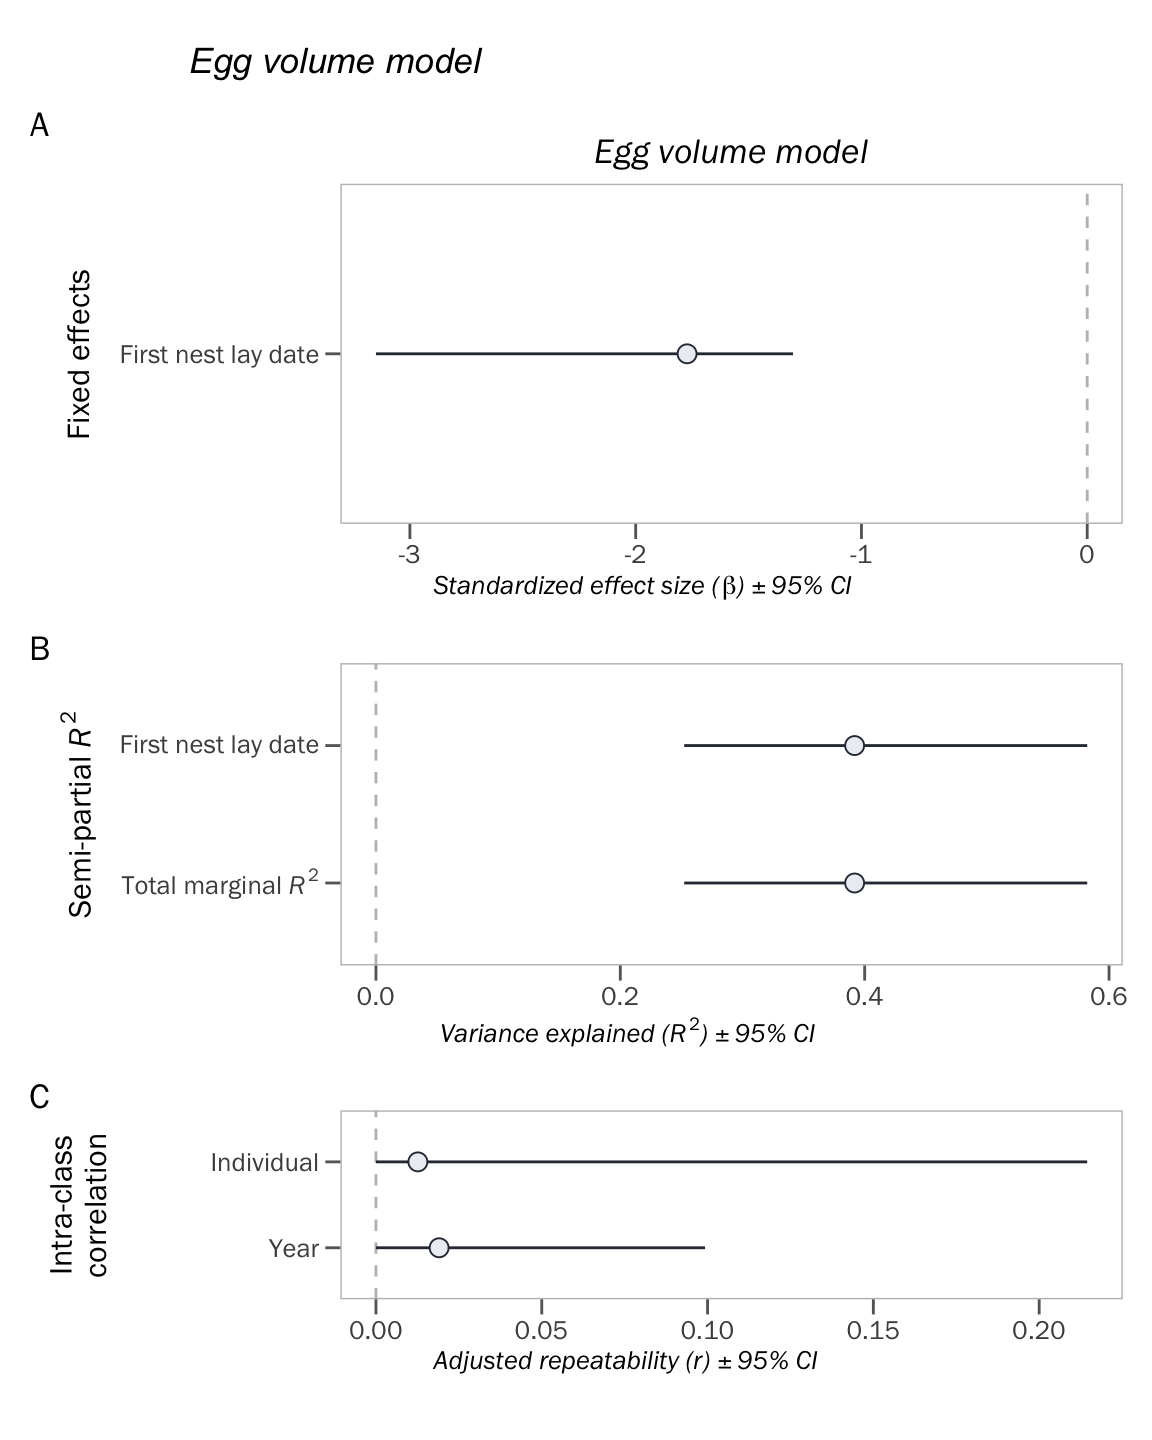 Egg volume model
A
Egg volume model
Fixed effects
First nest lay date
-3 -2 -1 0
Standardized effect size (β) ± 95% CI
B
Semi-partial R²
First nest lay date
Total marginal R²
0.0 0.2 0.4 0.6
Variance explained (R²) ± 95% CI
C
Intra-class
correlation
Individual
Year
0.00 0.05 0.10 0.15 0.20
Adjusted repeatability (r) ± 95% CI